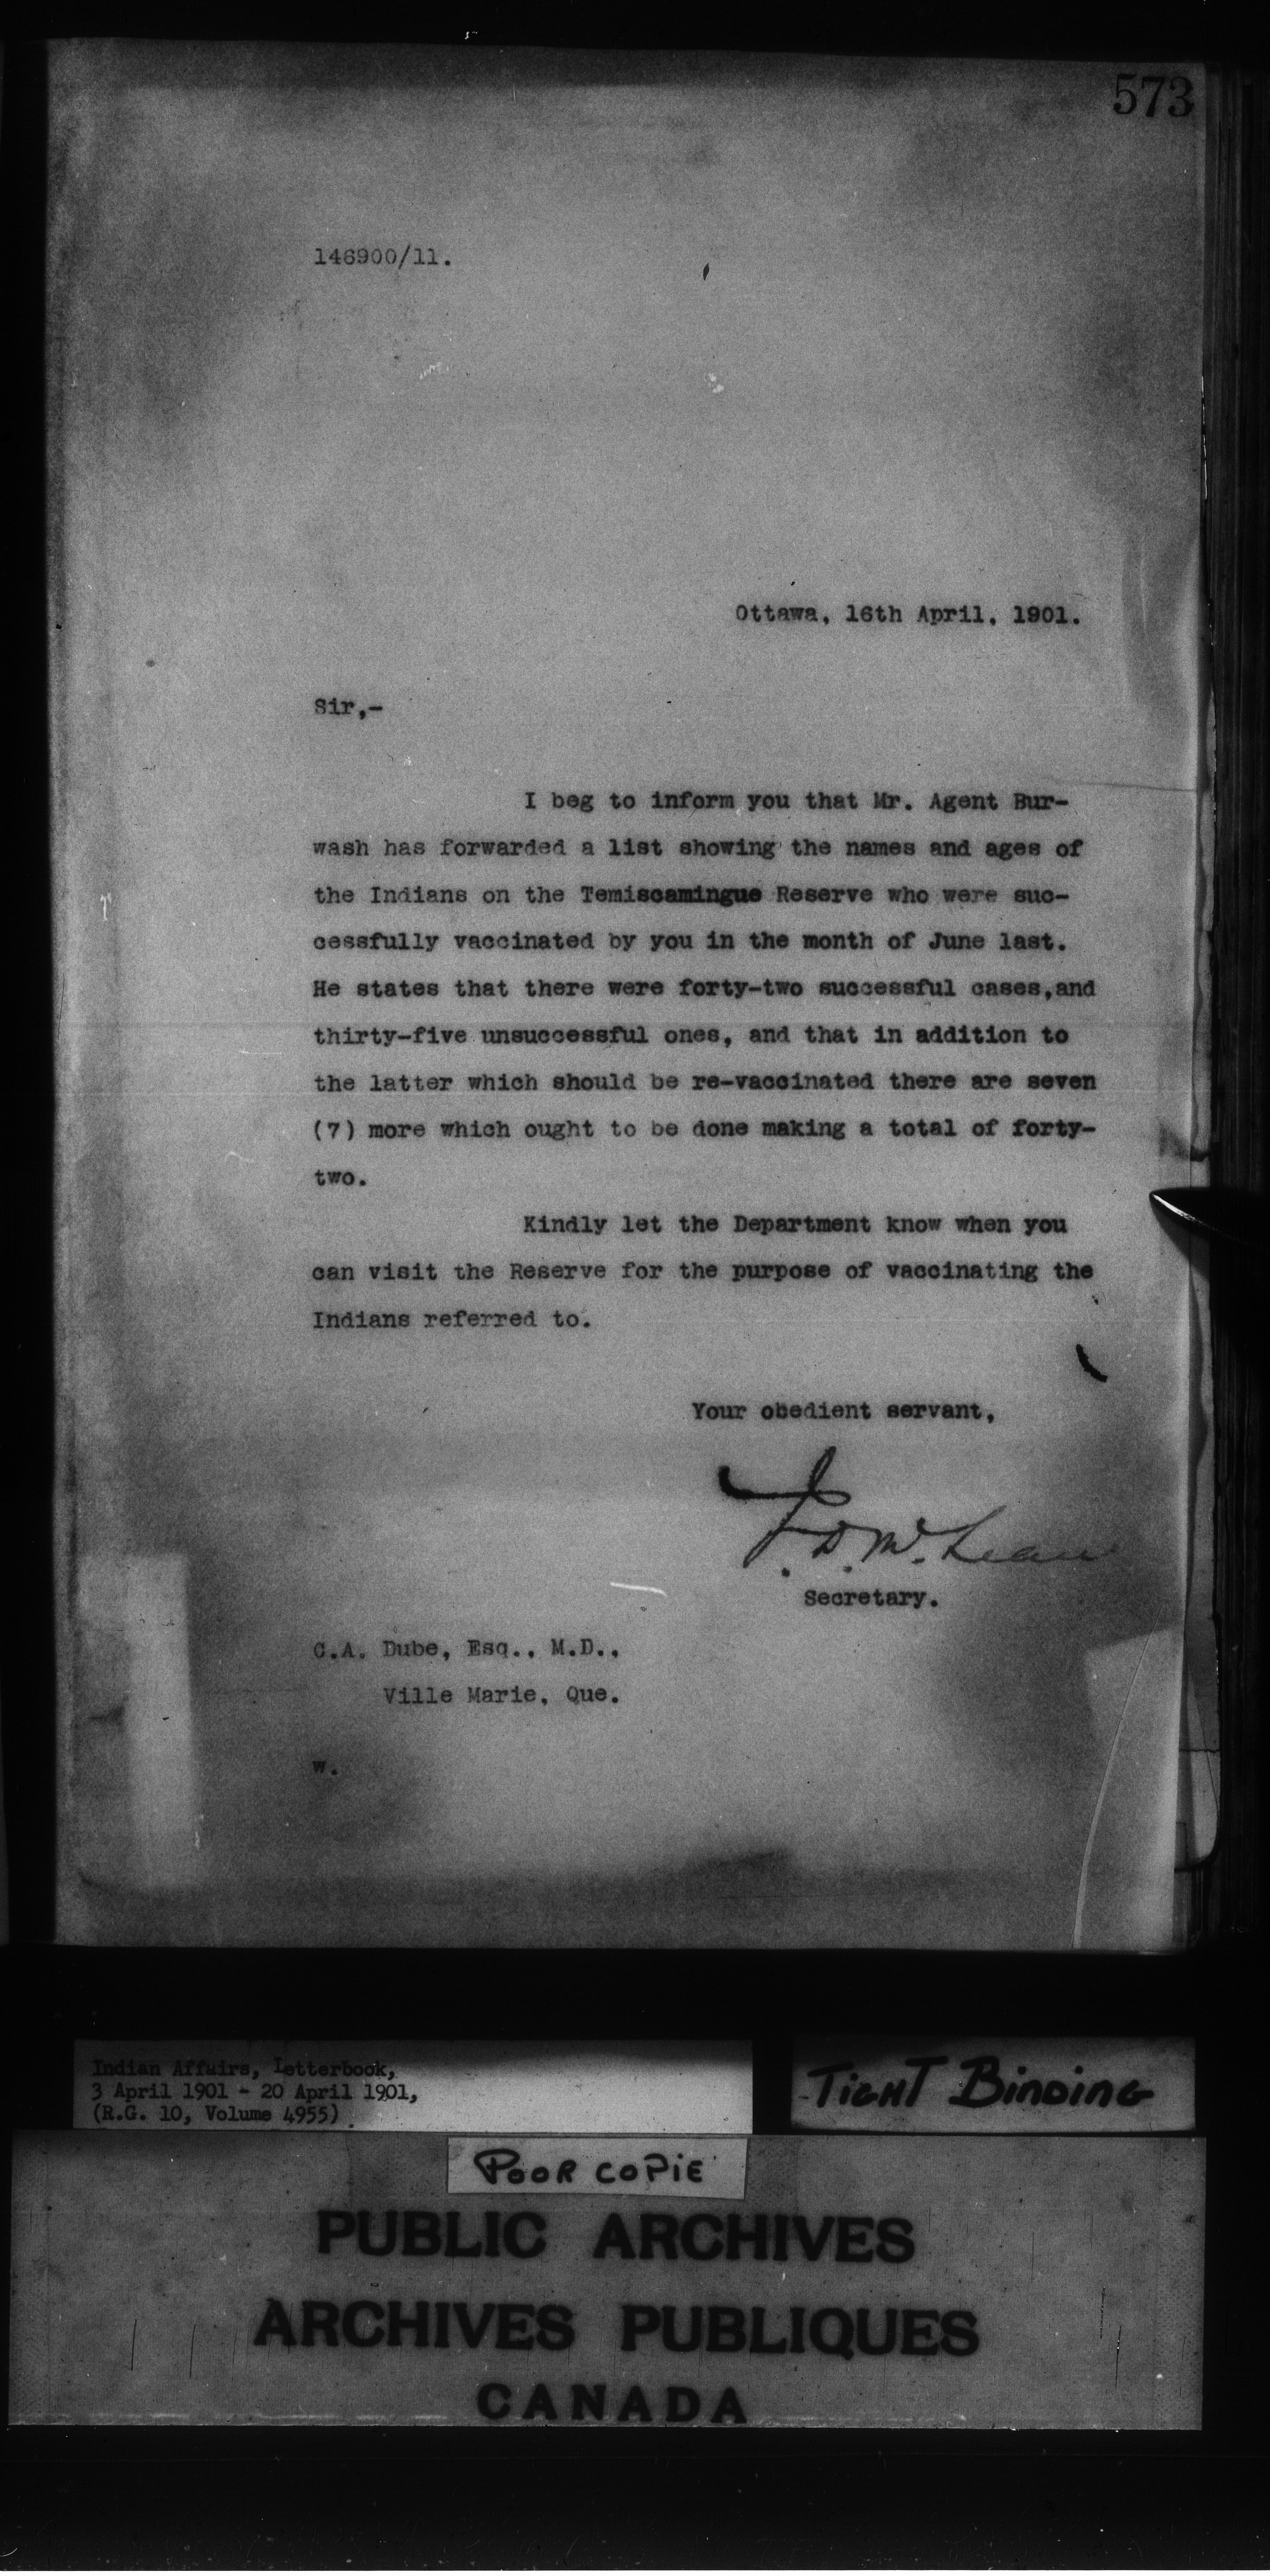 573
146900/11.
Ottawa, 16th April, 1901.
Sir,-
I beg to inform you that Mr. Agent Bur-
wash has forwarded a list showing the names and ages of
the Indians on the Temiscamingue Reserve who were suc-
cessfully vaccinated by you in the month of June last.
He states that there were forty-two successful cases,and
thirty-five unsuccessful ones, and that in addition to
the latter which should be re-vaccinated there are seven
(7) more which ought to be done making a total of forty-
two.
Kindly let the Department know when you
can visit the Reserve for the purpose of vaccinating the
Indians referred to.
Your obedient servant,
J. D. McLean
Secretary.
C.A. Dube, Esq., M.D.,
Ville Marie, Que.
w.
Indian Affairs, Letterbook,
3 April 1901 - 20 April 1901,
(R.G. 10, Volume 4955)
TIGHT BINDING
POOR COPIE
PUBLIC ARCHIVES
ARCHIVES PUBLIQUES
CANADA